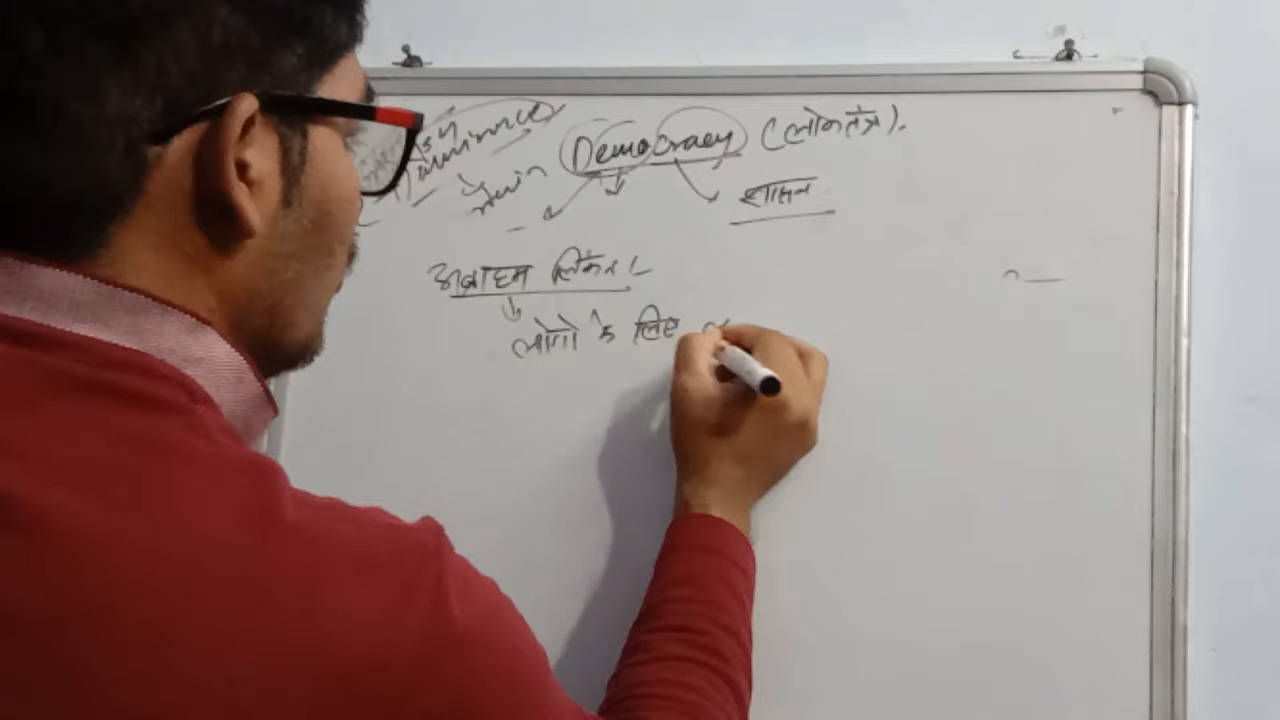 Democracy (लोकतंत्र).
शासन
अब्राहम लिंकन
लोगो के लिए